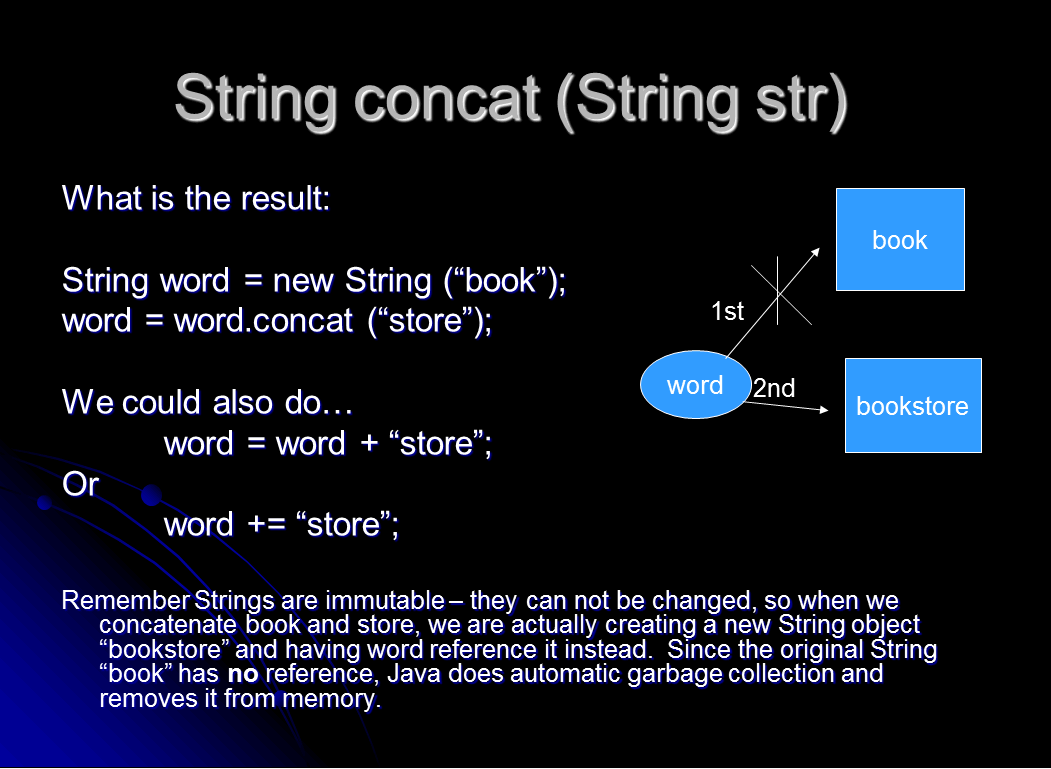 String concat (String str)
What is the result:
String word = new String (“book”);
word = word.concat (“store”);
We could also do…
word = word + “store”;
Or
word += “store”;
book
1st
word
2nd
bookstore
Remember Strings are immutable – they can not be changed, so when we
concatenate book and store, we are actually creating a new String object
“bookstore” and having word reference it instead.  Since the original String
“book” has no reference, Java does automatic garbage collection and
removes it from memory.